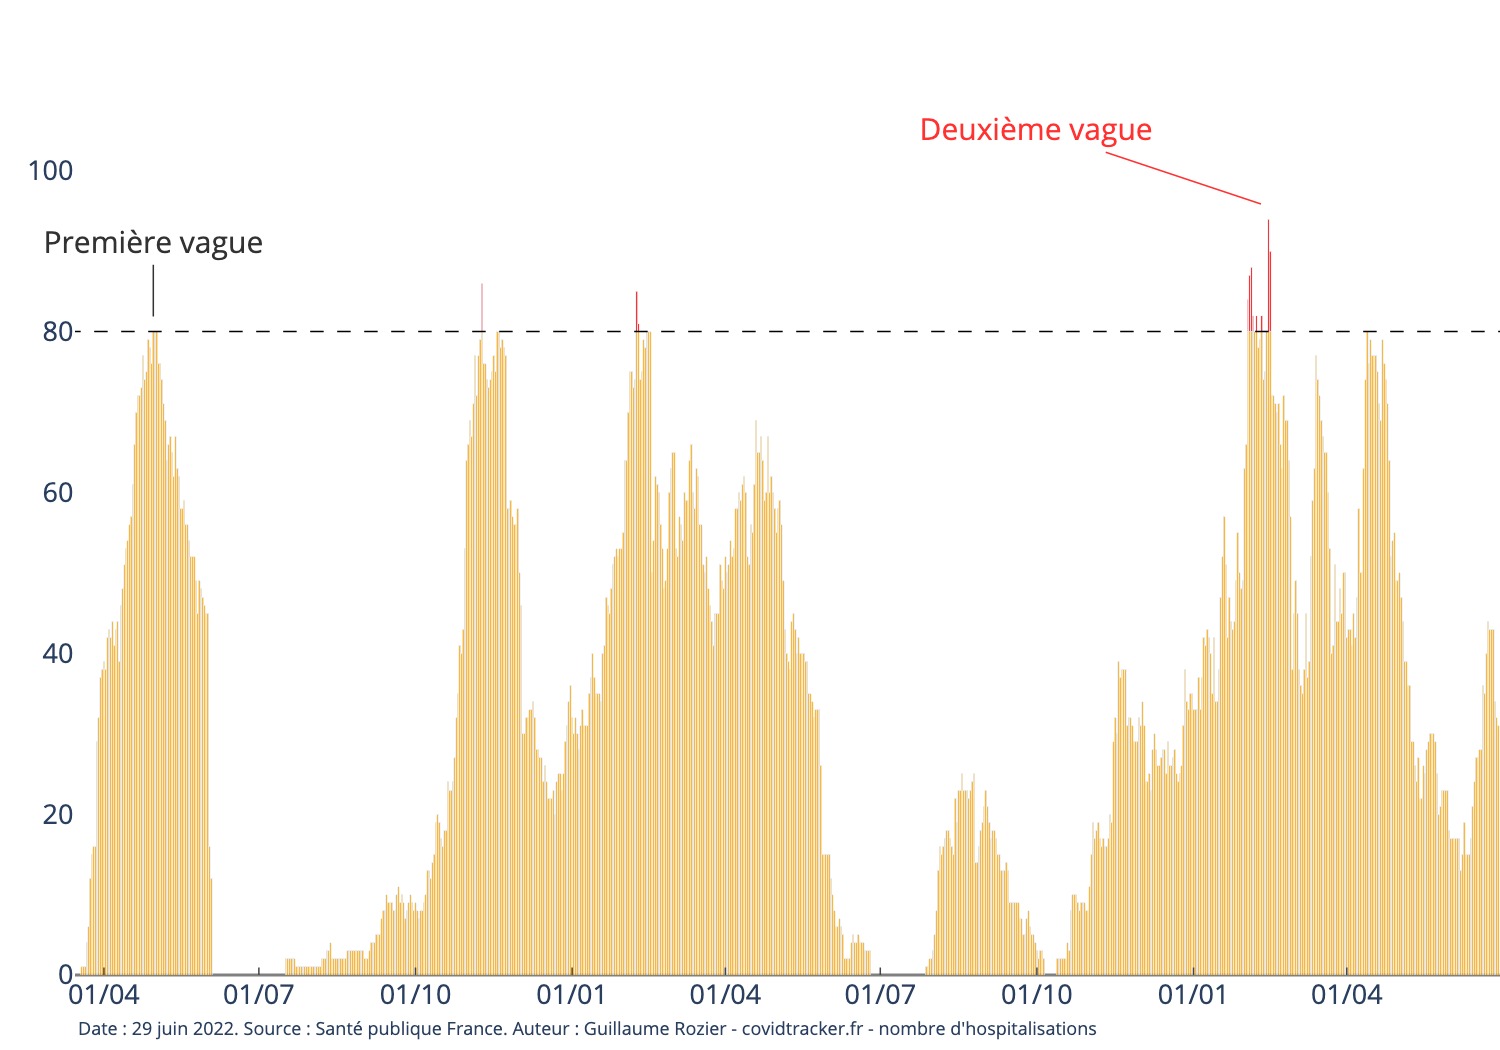 Deuxième vague
100
Première vague
80
60
40
20
0
01/04 01/07 01/10 01/01 01/04 01/07 01/10 01/01 01/04
Date : 29 juin 2022. Source : Santé publique France. Auteur : Guillaume Rozier - covidtracker.fr - nombre d'hospitalisations